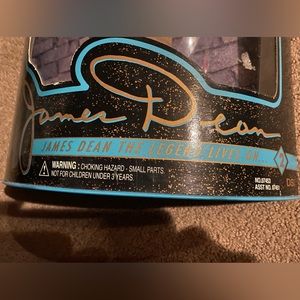 James Dean
JAMES DEAN THE LEGEND LIVES ON...
WARNING: CHOKING HAZARD - SMALL PARTS.
NOT FOR CHILDREN UNDER 3 YEARS.